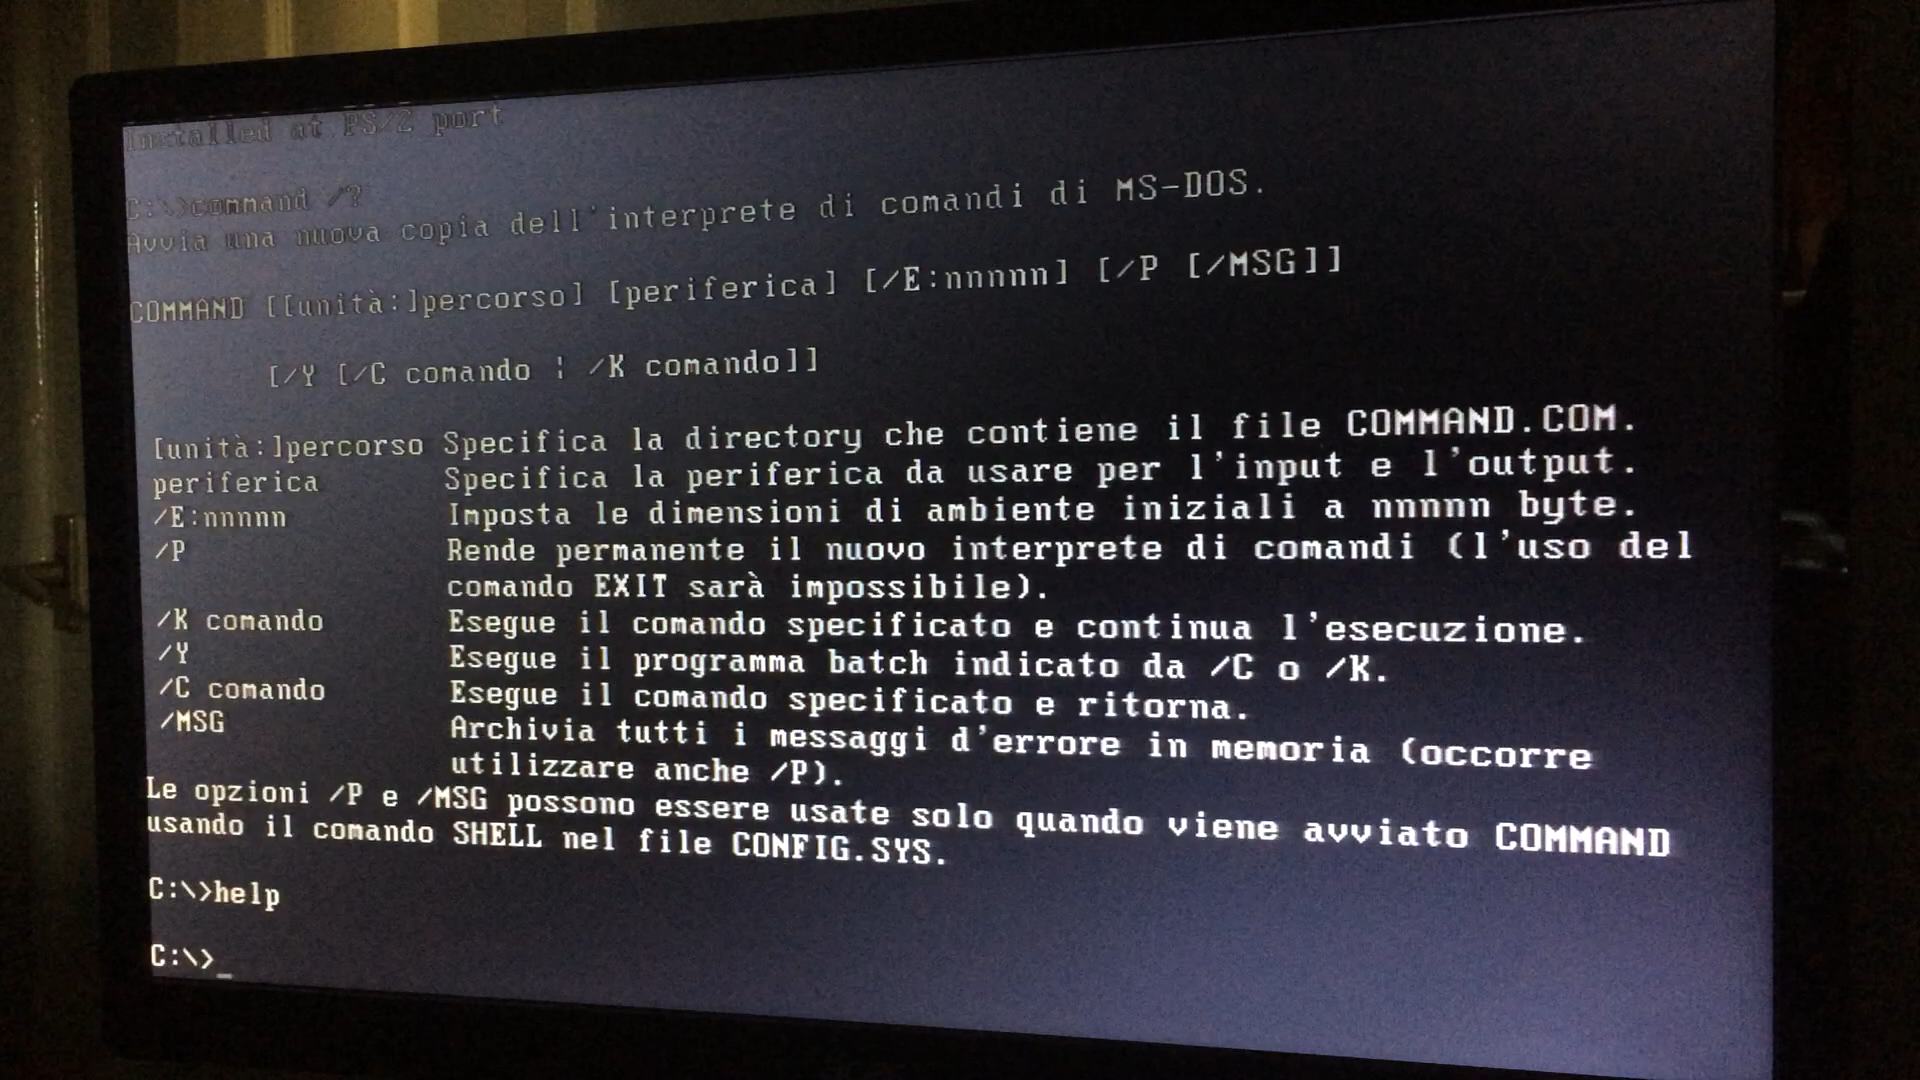 Installed at PS/2 port
C:\>command /?
Avvia una nuova copia dell'interprete di comandi di MS-DOS.
COMMAND [[unità:]percorso] [periferica] [/E:nnnnn] [/P [/MSG]]
[/Y [/C comando ¦ /K comando]]
[unità:]percorso Specifica la directory che contiene il file COMMAND.COM.
periferica Specifica la periferica da usare per l'input e l'output.
/E:nnnnn Imposta le dimensioni di ambiente iniziali a nnnnn byte.
/P Rende permanente il nuovo interprete di comandi (l'uso del
comando EXIT sarà impossibile).
/K comando Esegue il comando specificato e continua l'esecuzione.
/Y Esegue il programma batch indicato da /C o /K.
/C comando Esegue il comando specificato e ritorna.
/MSG Archivia tutti i messaggi d'errore in memoria (occorre
utilizzare anche /P).
Le opzioni /P e /MSG possono essere usate solo quando viene avviato COMMAND
usando il comando SHELL nel file CONFIG.SYS.
C:\>help
C:\>_